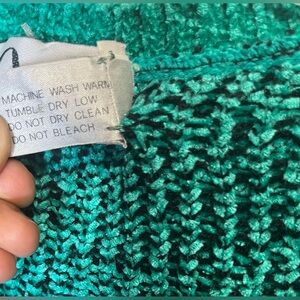 MACHINE WASH WARM
TUMBLE DRY LOW
DO NOT DRY CLEAN
DO NOT BLEACH